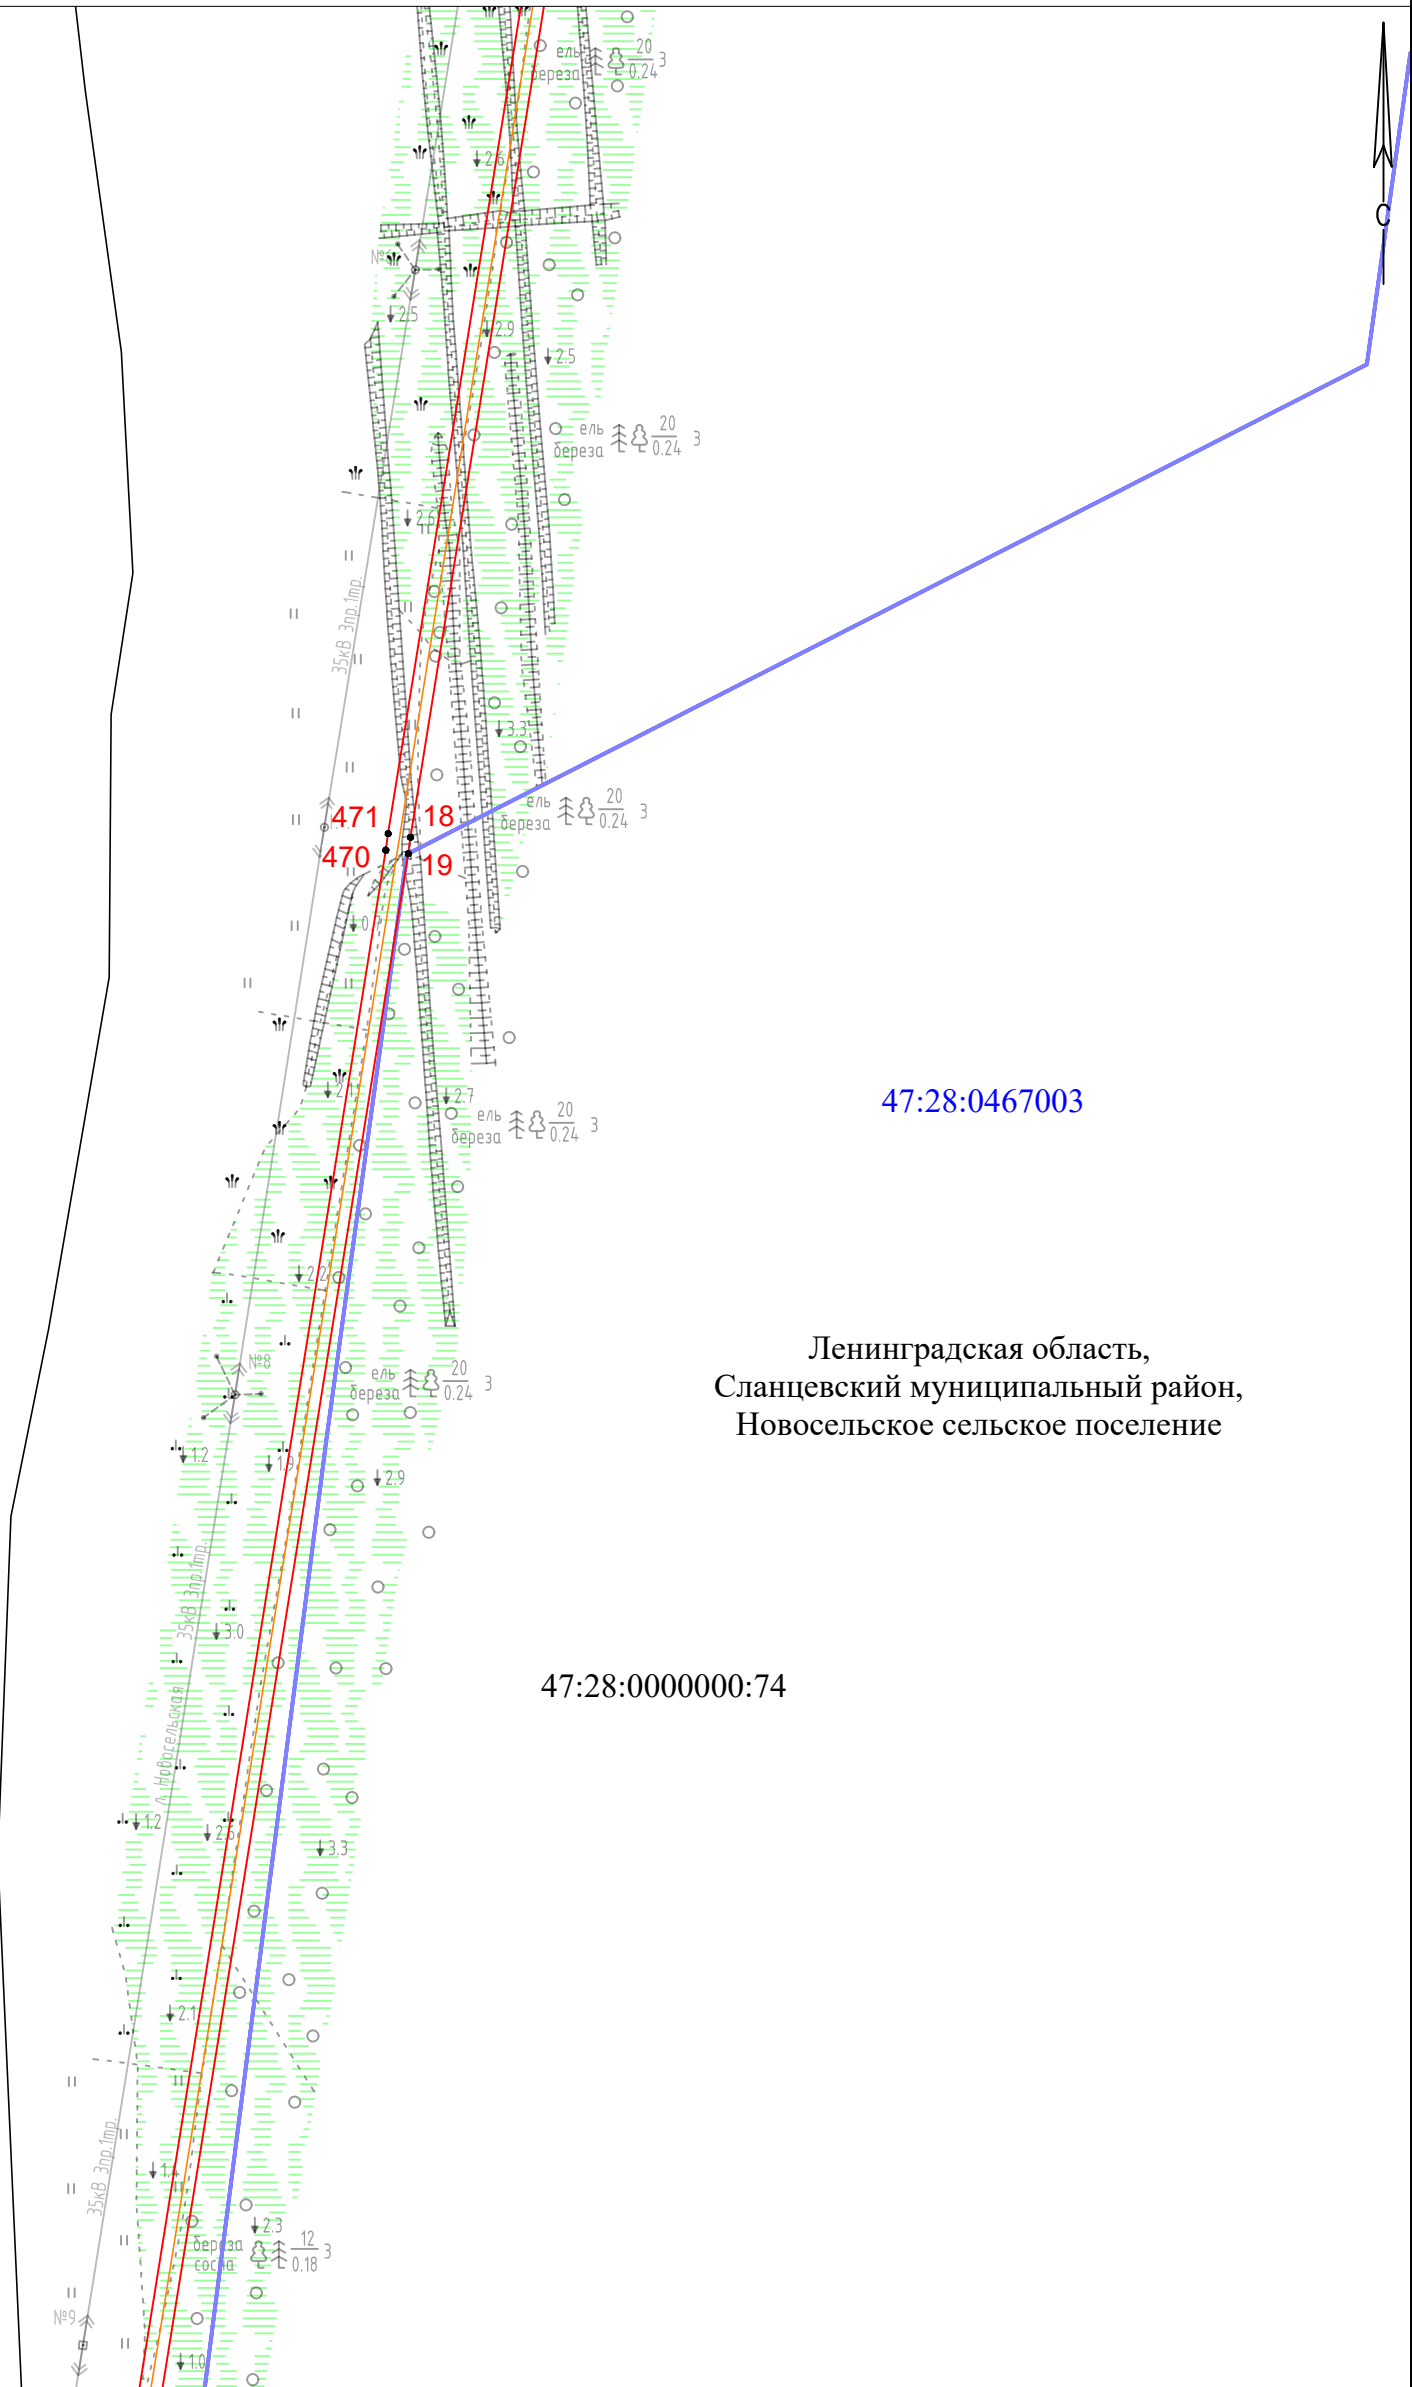 ель 20 3
береза 0.24
С
2.6
№
2.5
2.9
2.5
ель 20 3
береза 0.24
2.6
35кВ 3пр.1тр.
3.3
ель 20 3
береза 0.24
471 18
470 19
47:28:0467003
2.1
2.7
ель 20 3
береза 0.24
2.2
Ленинградская область,
Сланцевский муниципальный район,
Новосельское сельское поселение
№8
ель 20 3
береза 0.24
1.2
1.9
2.9
35кВ 3пр.1тр.
3.0
47:28:0000000:74
Л. Новосельская
1.2
2.6
3.3
2.1
35кВ 3пр.1тр.
1.4
2.3
береза 12 3
сосна 0.18
№9
1.0